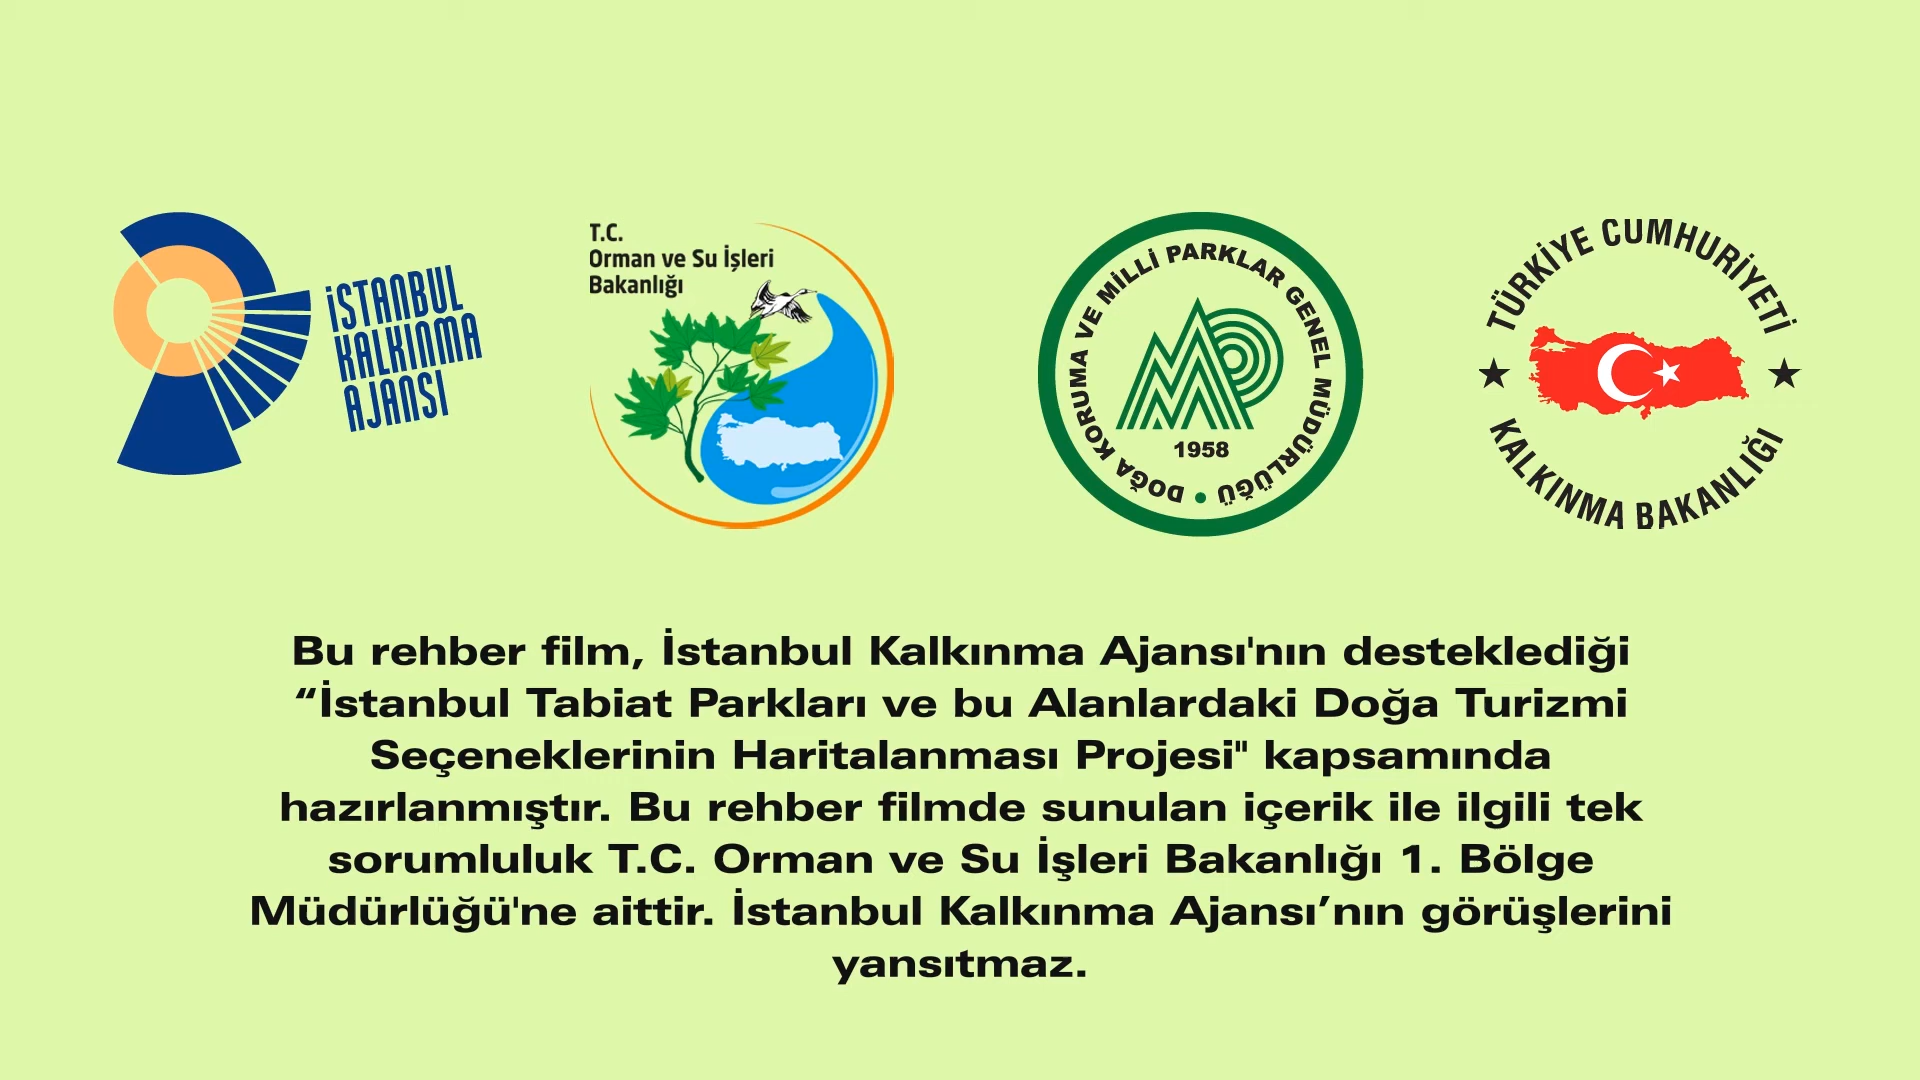 İSTANBUL
KALKINMA
AJANSI
T.C.
Orman ve Su İşleri
Bakanlığı
DOĞA KORUMA VE MİLLİ PARKLAR GENEL MÜDÜRLÜĞÜ
1958
TÜRKİYE CUMHURİYETİ
KALKINMA BAKANLIĞI
Bu rehber film, İstanbul Kalkınma Ajansı'nın desteklediği
“İstanbul Tabiat Parkları ve bu Alanlardaki Doğa Turizmi
Seçeneklerinin Haritalanması Projesi" kapsamında
hazırlanmıştır. Bu rehber filmde sunulan içerik ile ilgili tek
sorumluluk T.C. Orman ve Su İşleri Bakanlığı 1. Bölge
Müdürlüğü'ne aittir. İstanbul Kalkınma Ajansı’nın görüşlerini
yansıtmaz.